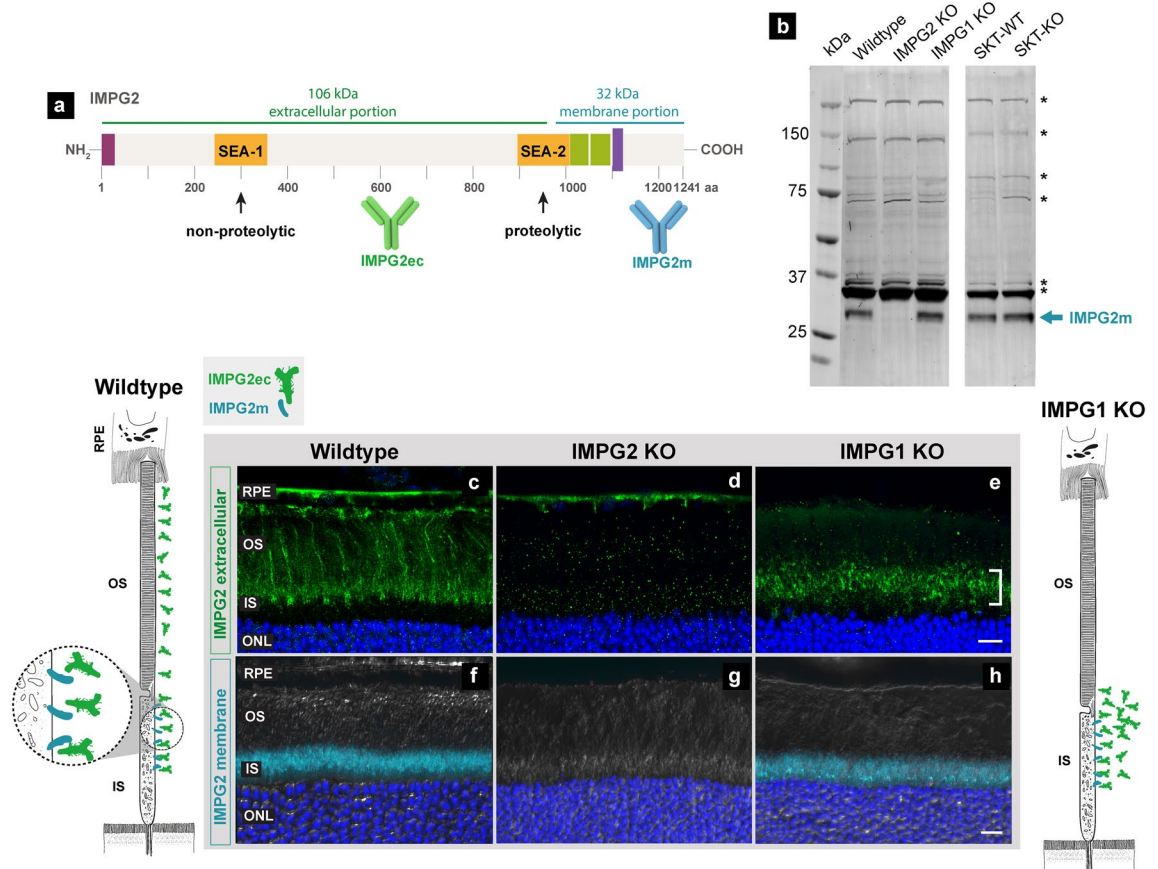 a
IMPG2
106 kDa
extracellular portion
32 kDa
membrane portion
NH2
SEA-1
SEA-2
COOH
1
200
400
600
800
1000
1200
1241 aa
non-proteolytic
proteolytic
IMPG2ec
IMPG2m
b
kDa
Wildtype
IMPG2 KO
IMPG1 KO
SKT-WT
SKT-KO
150
75
37
25
*
*
*
*
*
*
IMPG2m
Wildtype
IMPG2ec
IMPG2m
RPE
OS
IS
Wildtype
IMPG2 KO
IMPG1 KO
IMPG2 extracellular
RPE
OS
IS
ONL
c
d
e
IMPG2 membrane
RPE
OS
IS
ONL
f
g
h
IMPG1 KO
OS
IS